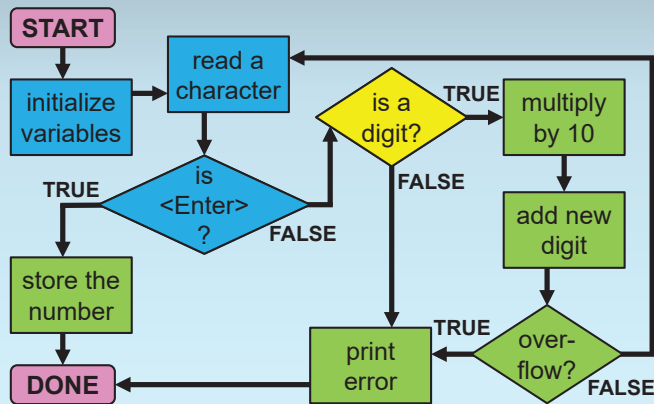 START
initialize
variables
read a
character
is
<Enter>
?
TRUE
FALSE
store the
number
DONE
is a
digit?
TRUE
FALSE
multiply
by 10
add new
digit
over-
flow?
TRUE
FALSE
print
error